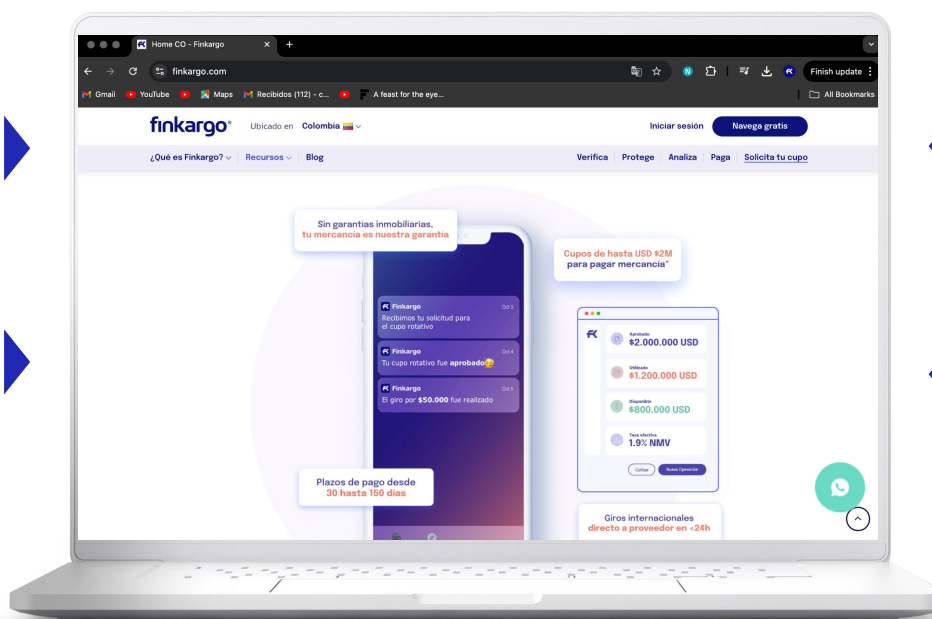 Home CO - Finkargo
finkargo.com
Finish update
Gmail
YouTube
Maps
Recibidos (112) - c...
A feast for the eye...
All Bookmarks
finkargo®
Ubicado en Colombia
Iniciar sesión
Navega gratis
¿Qué es Finkargo?
Recursos
Blog
Verifica
Protege
Analiza
Paga
Solicita tu cupo
Sin garantías inmobiliarias,
tu mercancía es nuestra garantía
Finkargo
Oct 3
Recibimos tu solicitud para
el cupo rotativo
Finkargo
Oct 4
Tu cupo rotativo fue aprobado
Finkargo
Oct 5
El giro por $50.000 fue realizado
Plazos de pago desde
30 hasta 150 días
Cupos de hasta USD $2M
para pagar mercancía*
Aprobado
$2.000.000 USD
Utilizado
$1.200.000 USD
Disponible
$800.000 USD
Tasa efectiva
1.9% NMV
Cotizar
Nueva Operación
Giros internacionales
directo a proveedor en <24h